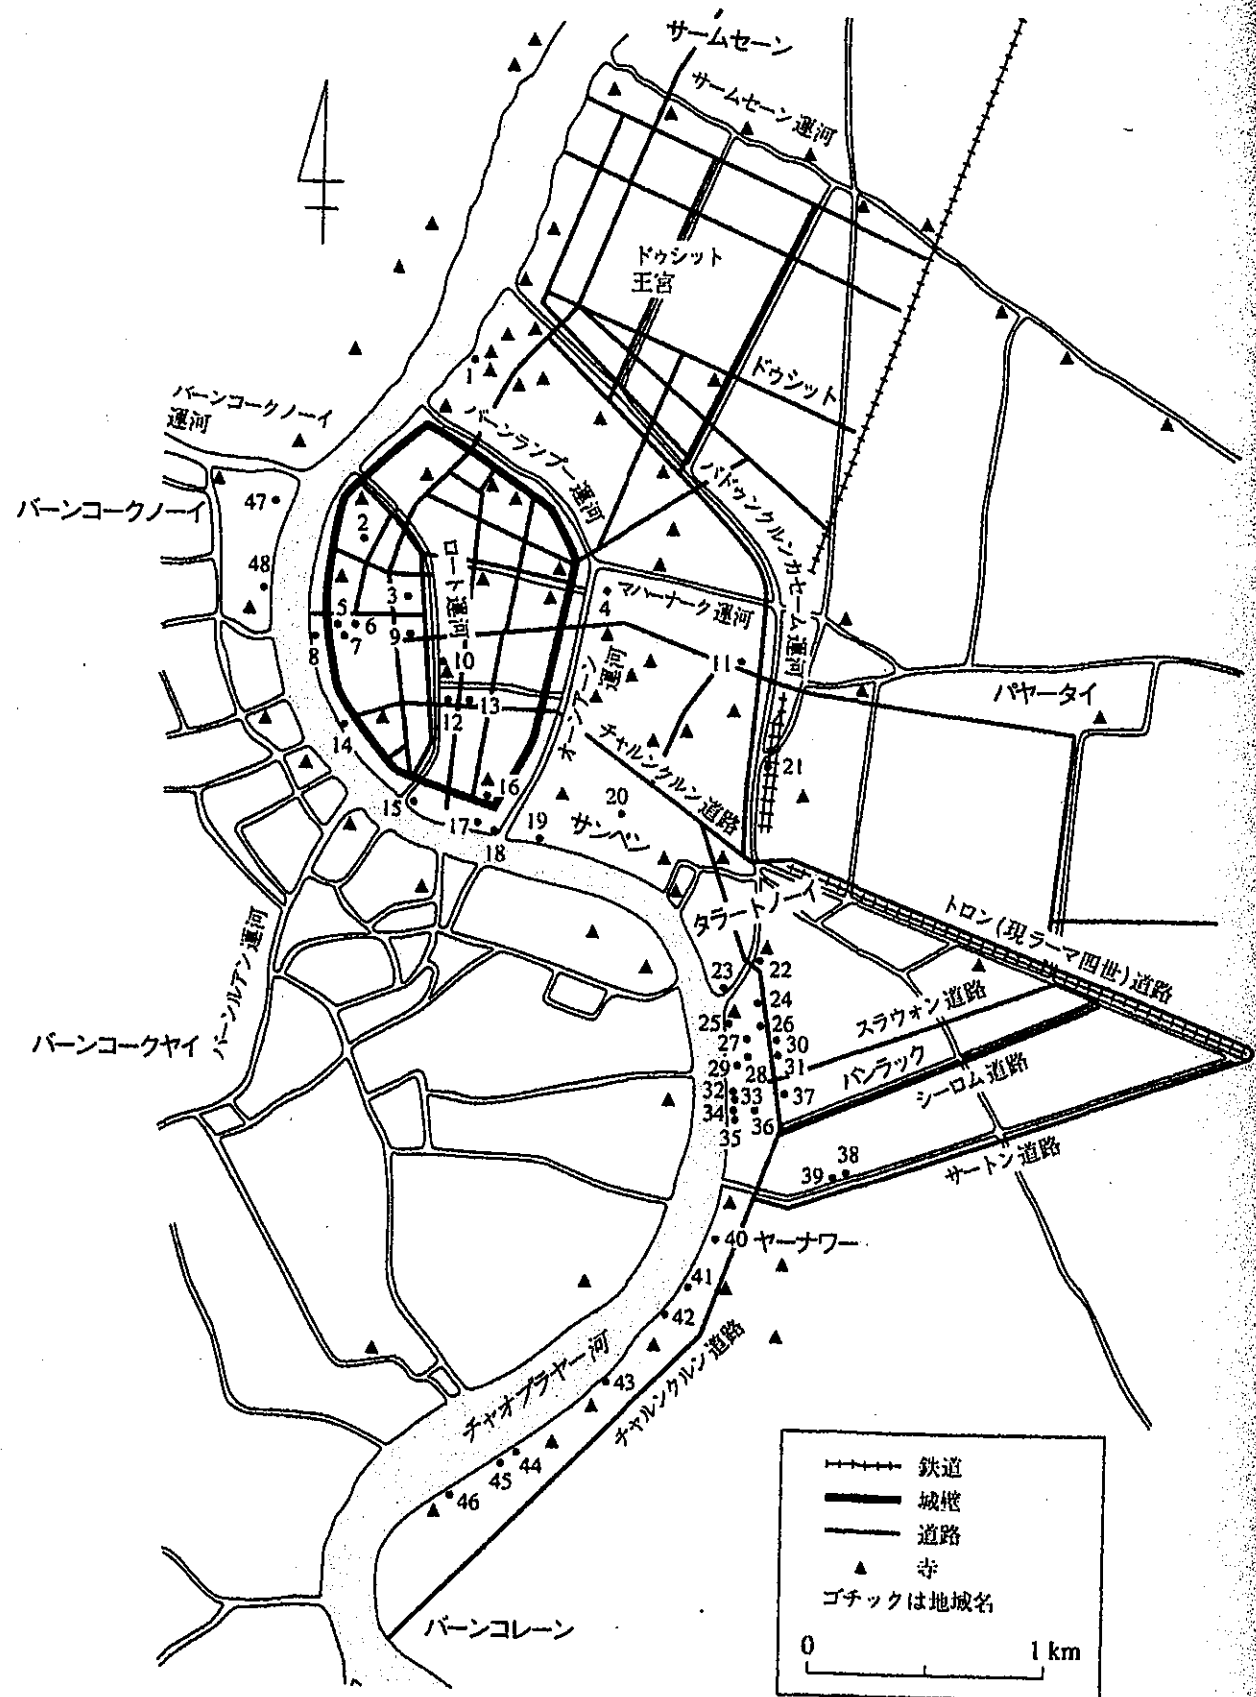 サームセーン
サームセーン運河
ドゥシット
王宮
ドゥシット
1
バーンコークノーイ
運河
バーンランプー運河
パドゥンクルンカセーム運河
47
バーンコークノーイ
2
48
ロート運河
3
4
マハーナーク運河
5
6
7
8
9
10
11
オーンアーン
運河
パヤータイ
12
13
14
チャルンクルン道路
21
15
16
17
18
19
20
サンペン
タラートノーイ
トロン(現ラーマ四世)道路
バーンルアン運河
22
23
24
スラウォン道路
25
26
27
30
バーンコークヤイ
28
29
31
バンラック
シーロム道路
32
33
37
34
35
36
38
39
サートン道路
40
ヤーナワー
41
42
チャオプラヤー河
43
チャルンクルン道路
44
45
46
バーンコレーン
鉄道
城壁
道路
寺
ゴチックは地域名
0
1 km